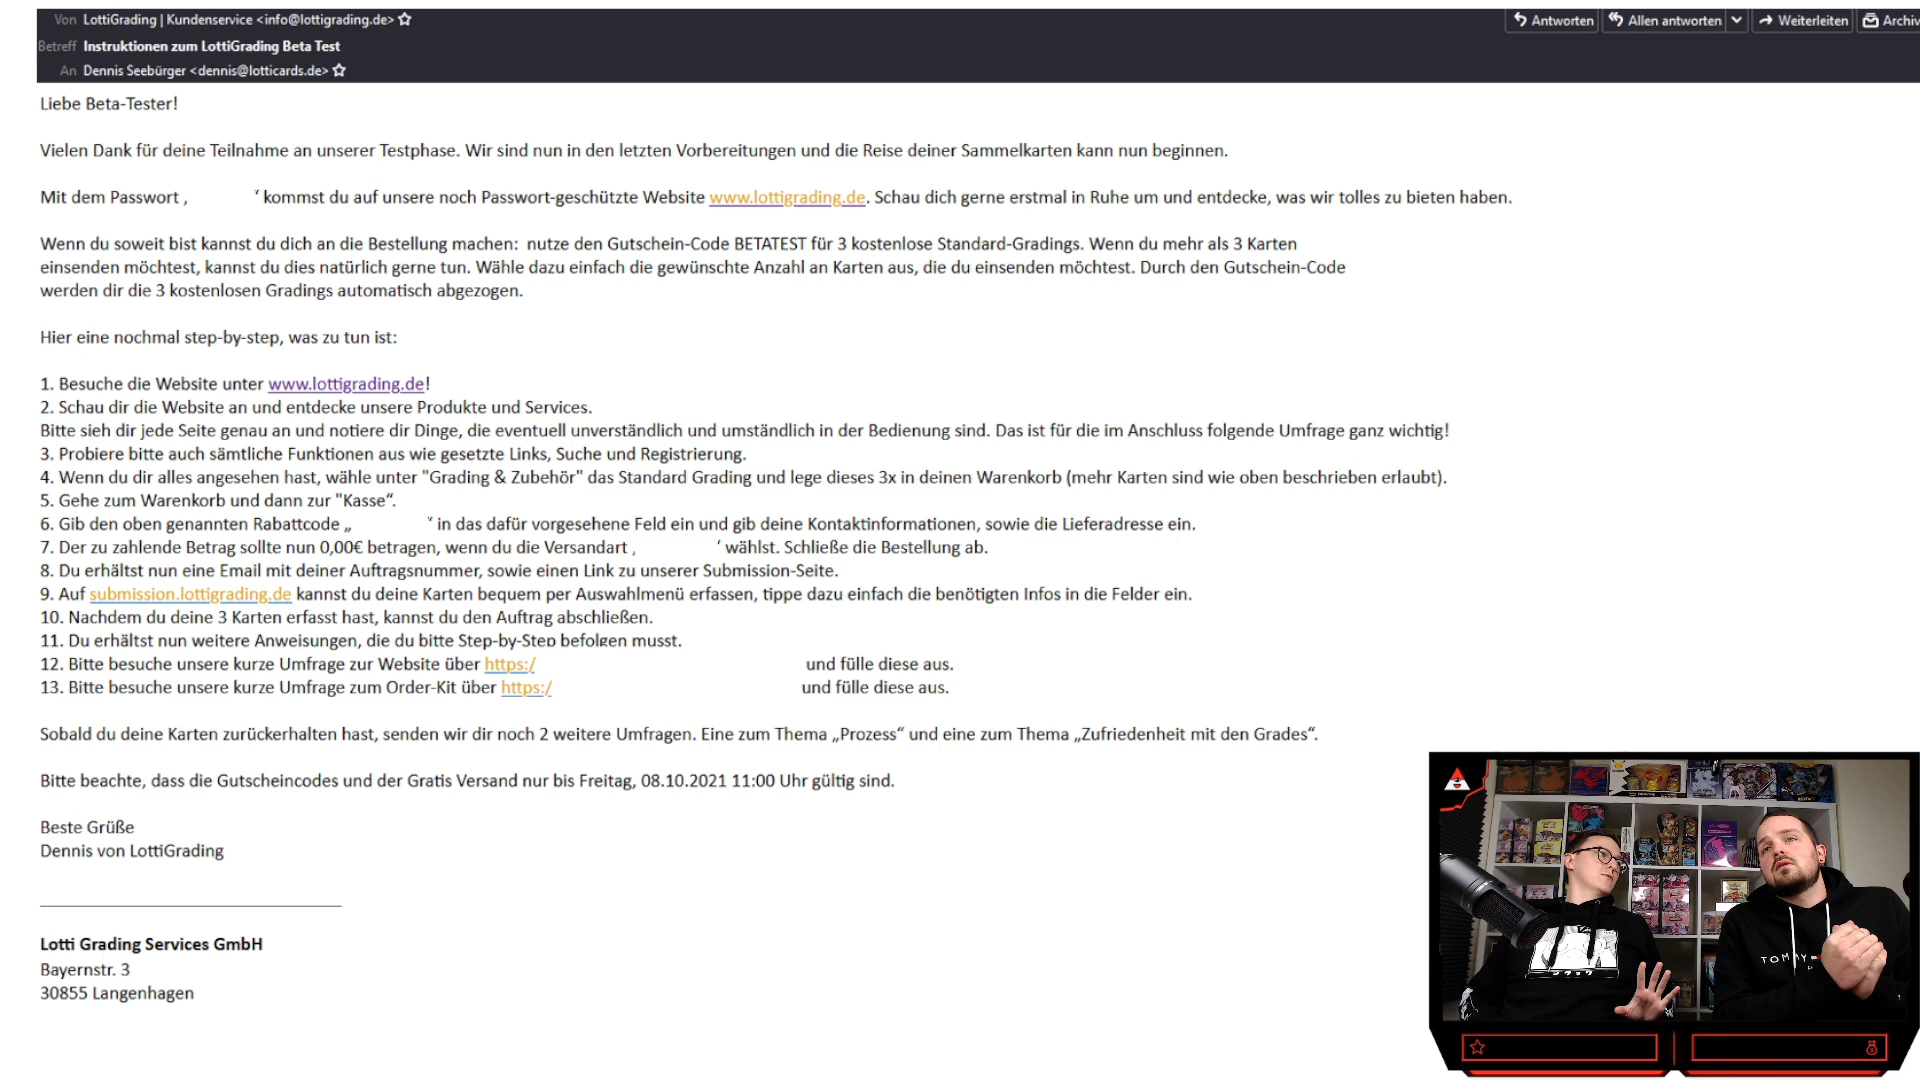 Von LottiGrading | Kundenservice <info@lottigrading.de>
Antworten Allen antworten Weiterleiten
Betreff Instruktionen zum LottiGrading Beta Test
An Dennis Seebürger <dennis@lotticards.de>
Liebe Beta-Tester!
Vielen Dank für deine Teilnahme an unserer Testphase. Wir sind nun in den letzten Vorbereitungen und die Reise deiner Sammelkarten kann nun beginnen.
Mit dem Passwort , ‘ kommst du auf unsere noch Passwort-geschützte Website www.lottigrading.de. Schau dich gerne erstmal in Ruhe um und entdecke, was wir tolles zu bieten haben.
Wenn du soweit bist kannst du dich an die Bestellung machen: nutze den Gutschein-Code BETATEST für 3 kostenlose Standard-Gradings. Wenn du mehr als 3 Karten
einsenden möchtest, kannst du dies natürlich gerne tun. Wähle dazu einfach die gewünschte Anzahl an Karten aus, die du einsenden möchtest. Durch den Gutschein-Code
werden dir die 3 kostenlosen Gradings automatisch abgezogen.
Hier eine nochmal step-by-step, was zu tun ist:
1. Besuche die Website unter www.lottigrading.de!
2. Schau dir die Website an und entdecke unsere Produkte und Services.
Bitte sieh dir jede Seite genau an und notiere dir Dinge, die eventuell unverständlich und umständlich in der Bedienung sind. Das ist für die im Anschluss folgende Umfrage ganz wichtig!
3. Probiere bitte auch sämtliche Funktionen aus wie gesetzte Links, Suche und Registrierung.
4. Wenn du dir alles angesehen hast, wähle unter "Grading & Zubehör" das Standard Grading und lege dieses 3x in deinen Warenkorb (mehr Karten sind wie oben beschrieben erlaubt).
5. Gehe zum Warenkorb und dann zur "Kasse“.
6. Gib den oben genannten Rabattcode „ ‘ in das dafür vorgesehene Feld ein und gib deine Kontaktinformationen, sowie die Lieferadresse ein.
7. Der zu zahlende Betrag sollte nun 0,00€ betragen, wenn du die Versandart , ‘ wählst. Schließe die Bestellung ab.
8. Du erhältst nun eine Email mit deiner Auftragsnummer, sowie einen Link zu unserer Submission-Seite.
9. Auf submission.lottigrading.de kannst du deine Karten bequem per Auswahlmenü erfassen, tippe dazu einfach die benötigten Infos in die Felder ein.
10. Nachdem du deine 3 Karten erfasst hast, kannst du den Auftrag abschließen.
11. Du erhältst nun weitere Anweisungen, die du bitte Step-by-Step befolgen musst.
12. Bitte besuche unsere kurze Umfrage zur Website über https:/ und fülle diese aus.
13. Bitte besuche unsere kurze Umfrage zum Order-Kit über https:/ und fülle diese aus.
Sobald du deine Karten zurückerhalten hast, senden wir dir noch 2 weitere Umfragen. Eine zum Thema „Prozess“ und eine zum Thema „Zufriedenheit mit den Grades“.
Bitte beachte, dass die Gutscheincodes und der Gratis Versand nur bis Freitag, 08.10.2021 11:00 Uhr gültig sind.
Beste Grüße
Dennis von LottiGrading
Lotti Grading Services GmbH
Bayernstr. 3
30855 Langenhagen